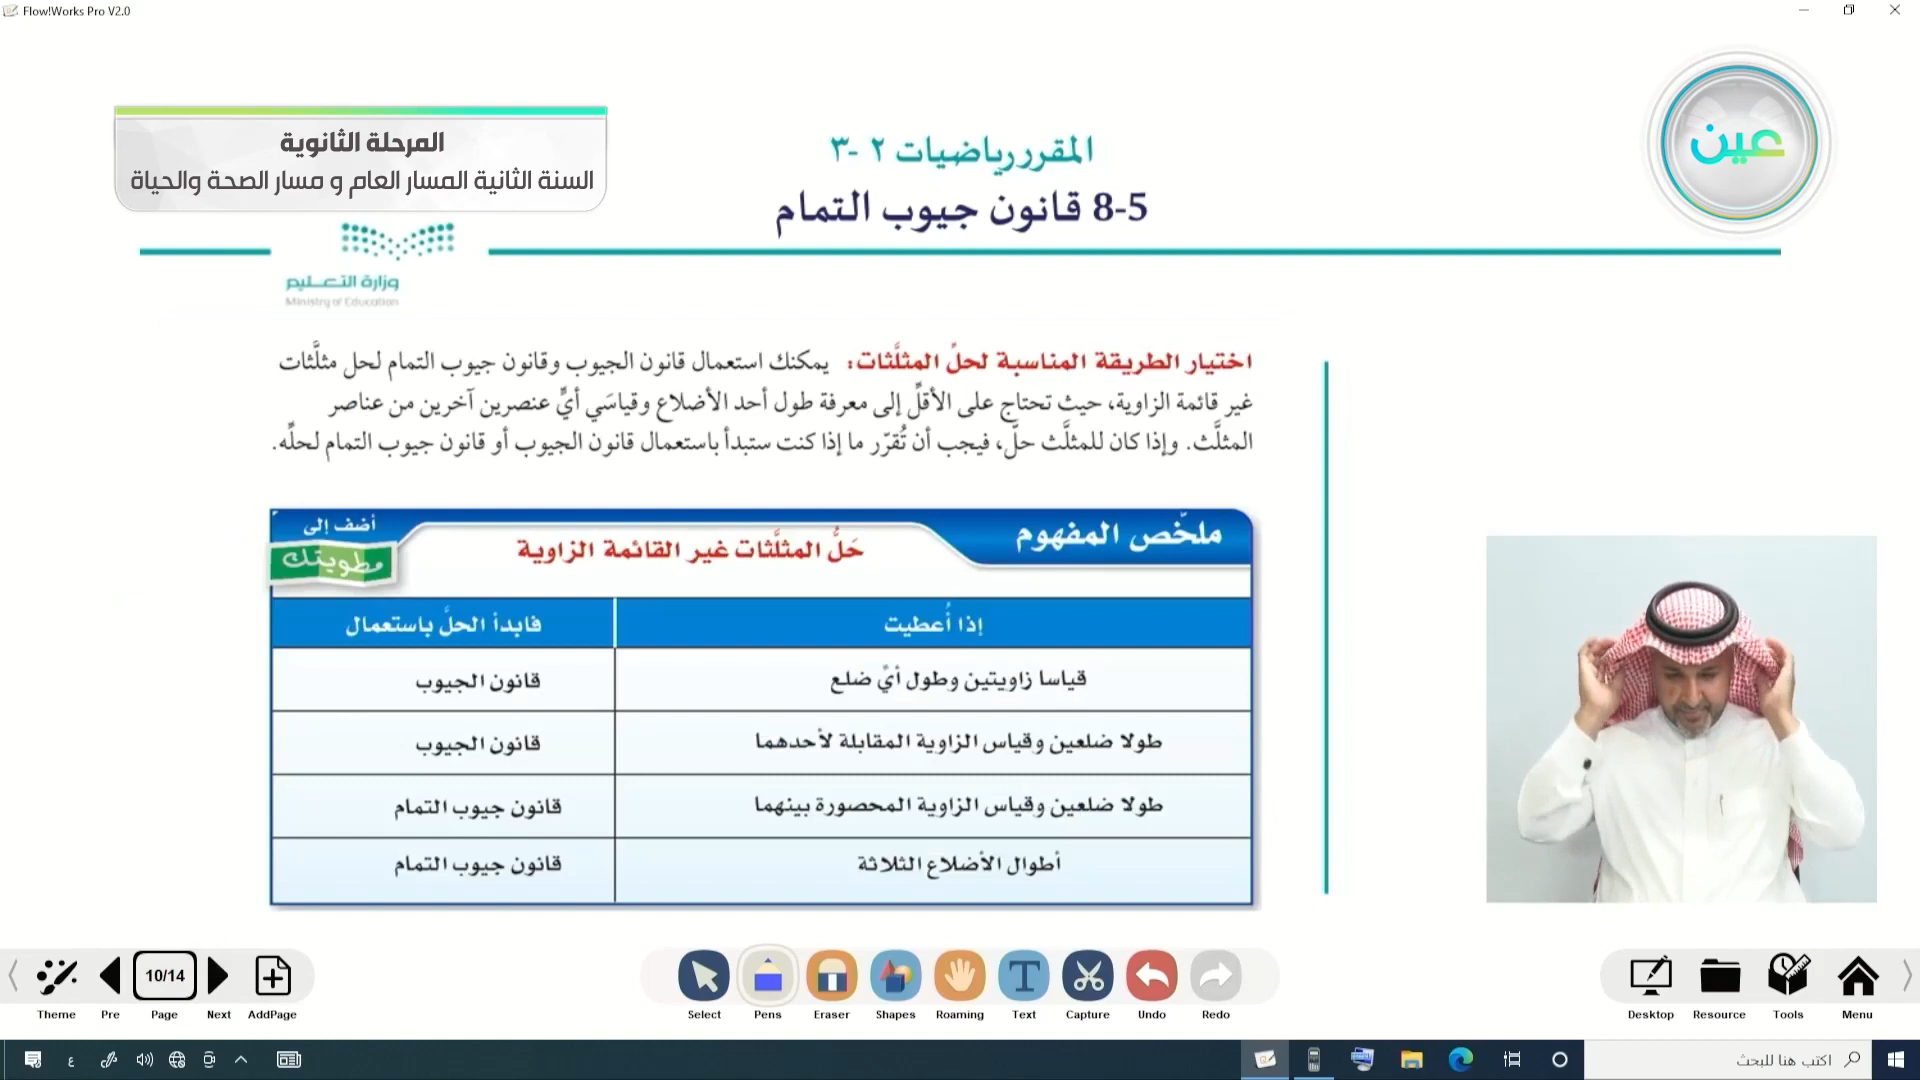 Flow!Works Pro V2.0
المرحلة الثانوية
السنة الثانية المسار العام و مسار الصحة والحياة
المقرر رياضيات ٢ -٣
8-5 قانون جيوب التمام
عين
وزارة التعليم
Ministry of Education
اختيار الطريقة المناسبة لحلِّ المثلَّثات: يمكنك استعمال قانون الجيوب وقانون جيوب التمام لحل مثلَّثات
غير قائمة الزاوية، حيث تحتاج على الأقلِّ إلى معرفة طول أحد الأضلاع وقياسَي أيِّ عنصرين آخرين من عناصر
المثلَّث. وإذا كان للمثلَّث حلٌّ، فيجب أن تُقرّر ما إذا كنت ستبدأ باستعمال قانون الجيوب أو قانون جيوب التمام لحلِّه.
ملخّص المفهوم
حَلُّ المثلَّثات غير القائمة الزاوية
أضف إلى
مطويتك
إذا أُعطيت
فابدأ الحلَّ باستعمال
قياسا زاويتين وطول أيِّ ضلع
قانون الجيوب
طولا ضلعين وقياس الزاوية المقابلة لأحدهما
قانون الجيوب
طولا ضلعين وقياس الزاوية المحصورة بينهما
قانون جيوب التمام
أطوال الأضلاع الثلاثة
قانون جيوب التمام
10/14
Theme
Pre
Page
Next
AddPage
Select
Pens
Eraser
Shapes
Roaming
Text
Capture
Undo
Redo
Desktop
Resource
Tools
Menu
ع
اكتب هنا للبحث